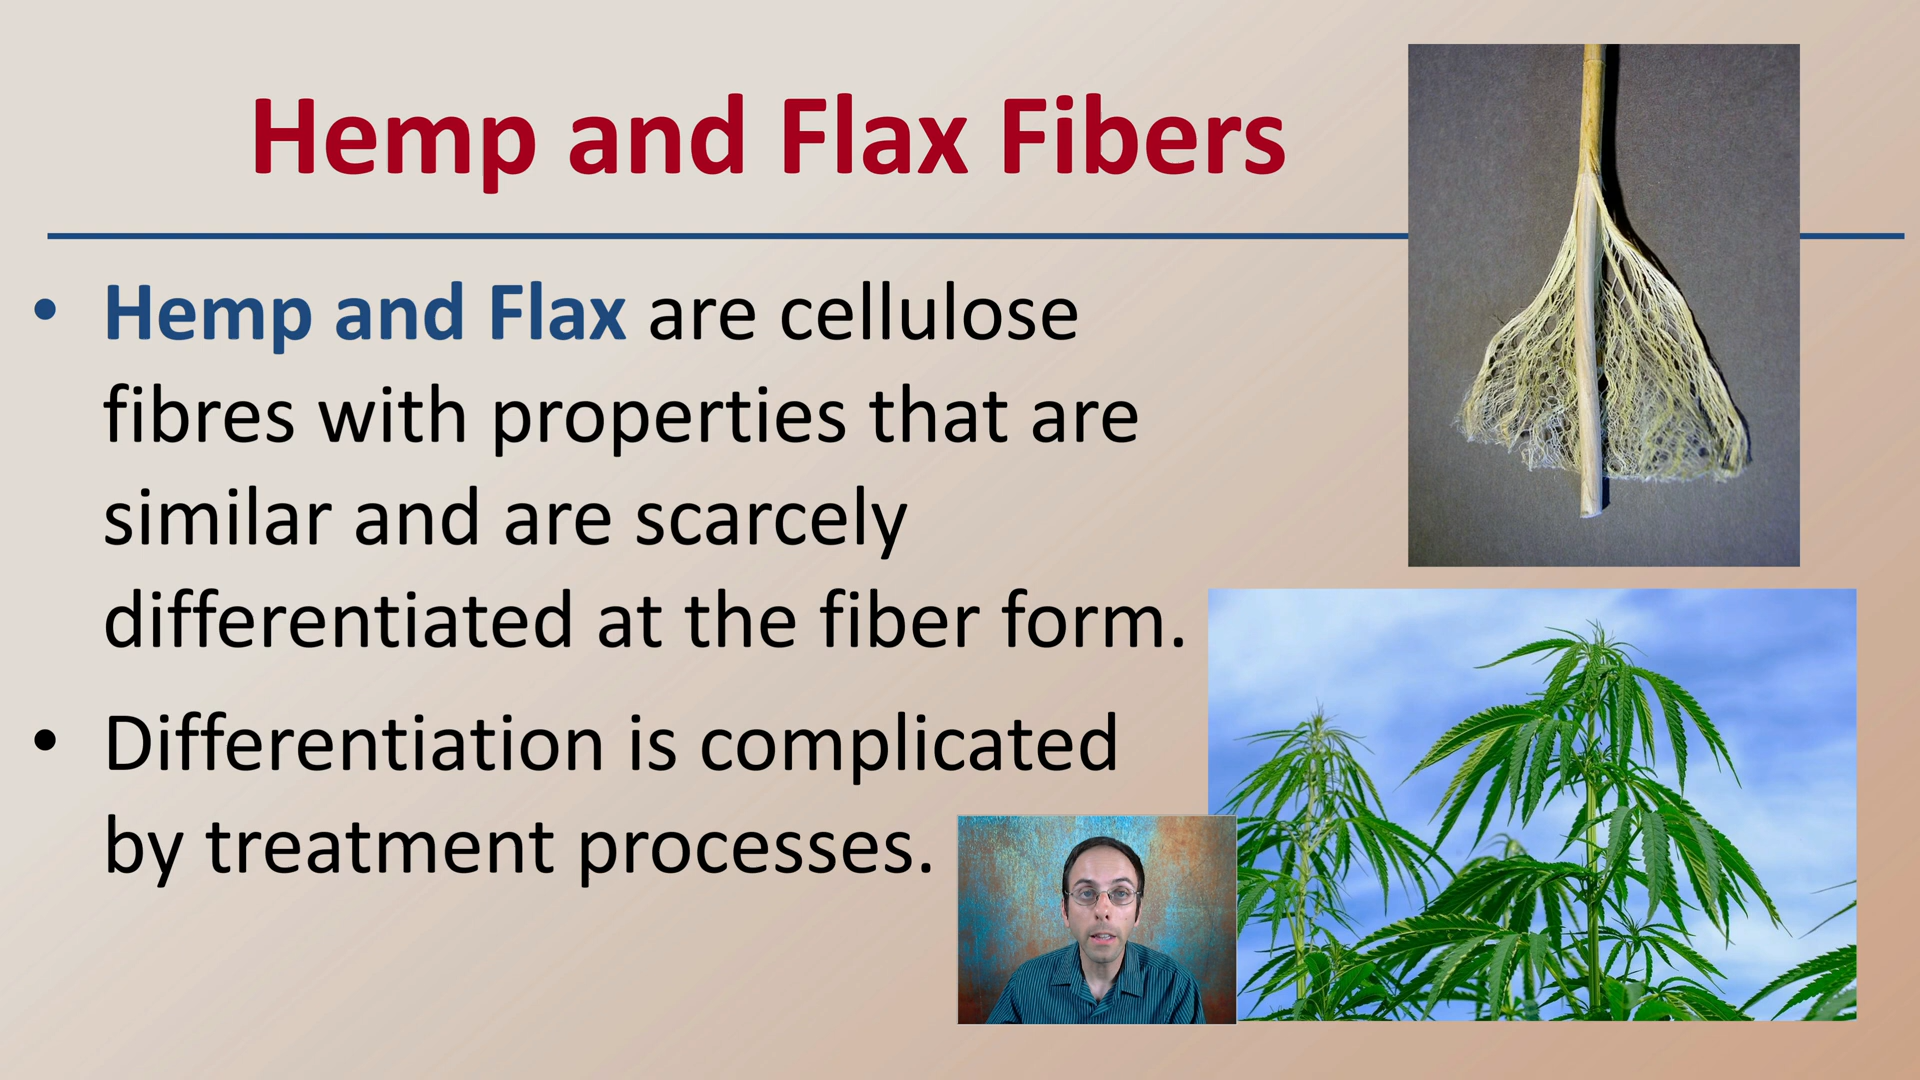 Hemp and Flax Fibers
• Hemp and Flax are cellulose
fibres with properties that are
similar and are scarcely
differentiated at the fiber form.
• Differentiation is complicated
by treatment processes.